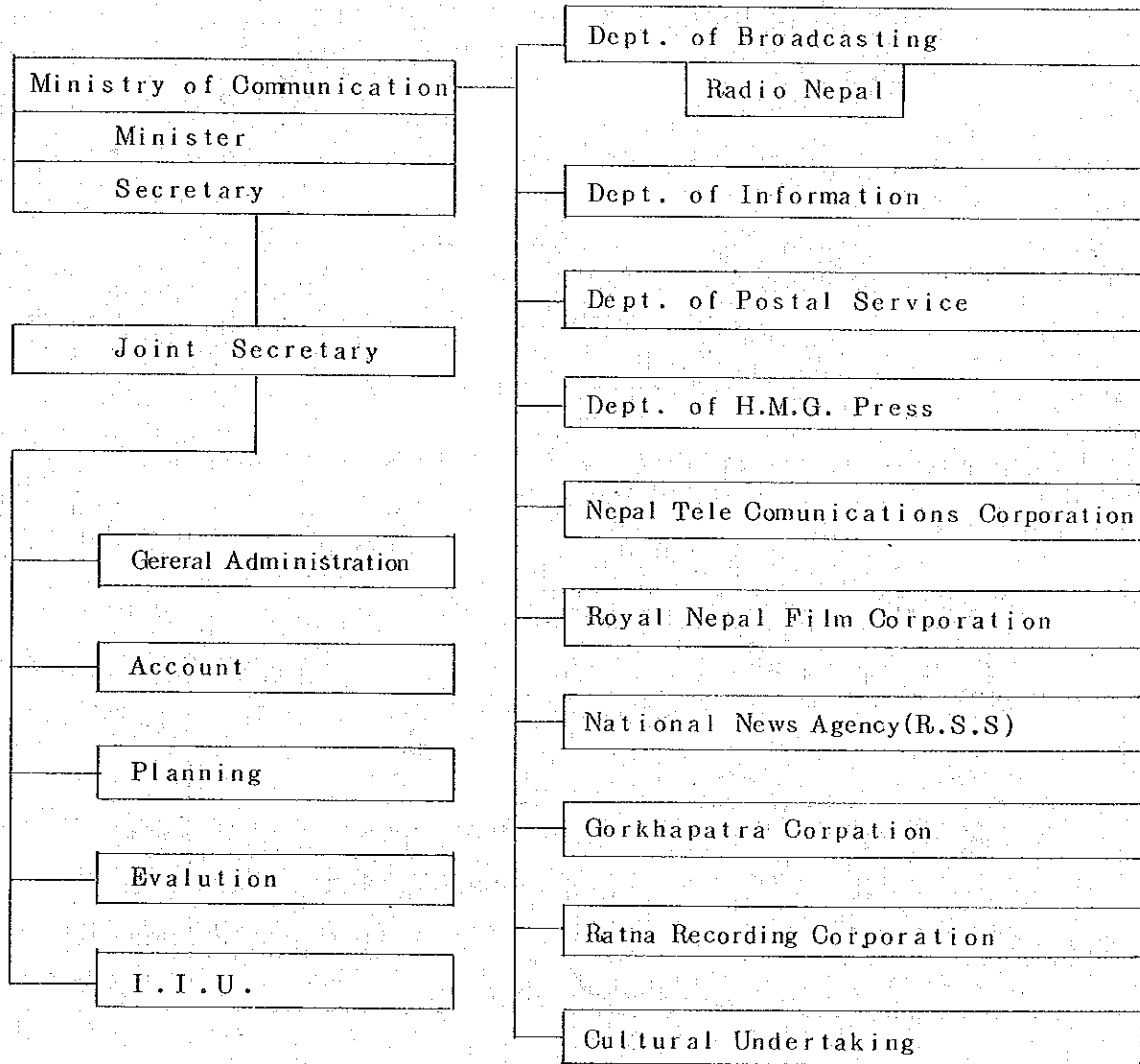 Ministry of Communication
Minister
Secretary
Joint Secretary
Gereral Administration
Account
Planning
Evalution
I.I.U.
Dept. of Broadcasting
Radio Nepal
Dept. of Information
Dept. of Postal Service
Dept. of H.M.G. Press
Nepal Tele Comunications Corporation
Royal Nepal Film Corporation
National News Agency(R.S.S)
Gorkhapatra Corpation
Ratna Recording Corporation
Cultural Undertaking